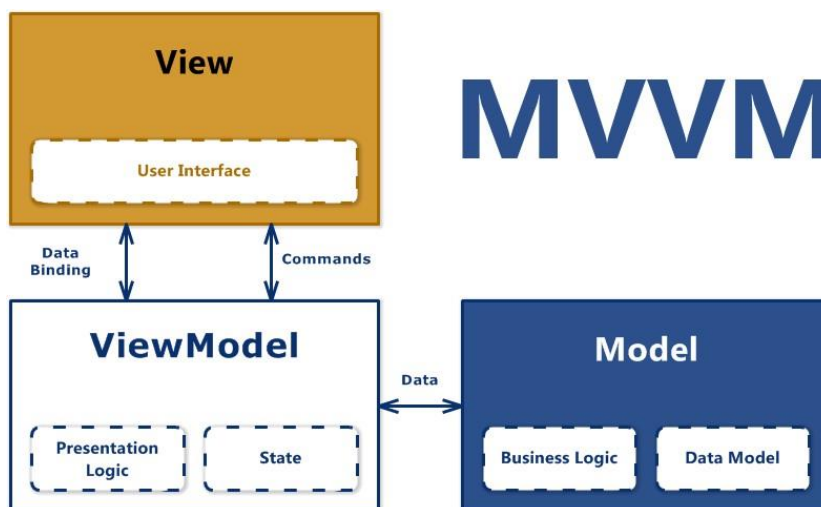 View
MVVM
User Interface
Data
Binding
Commands
ViewModel
Model
Data
Presentation
Logic
State
Business Logic
Data Model